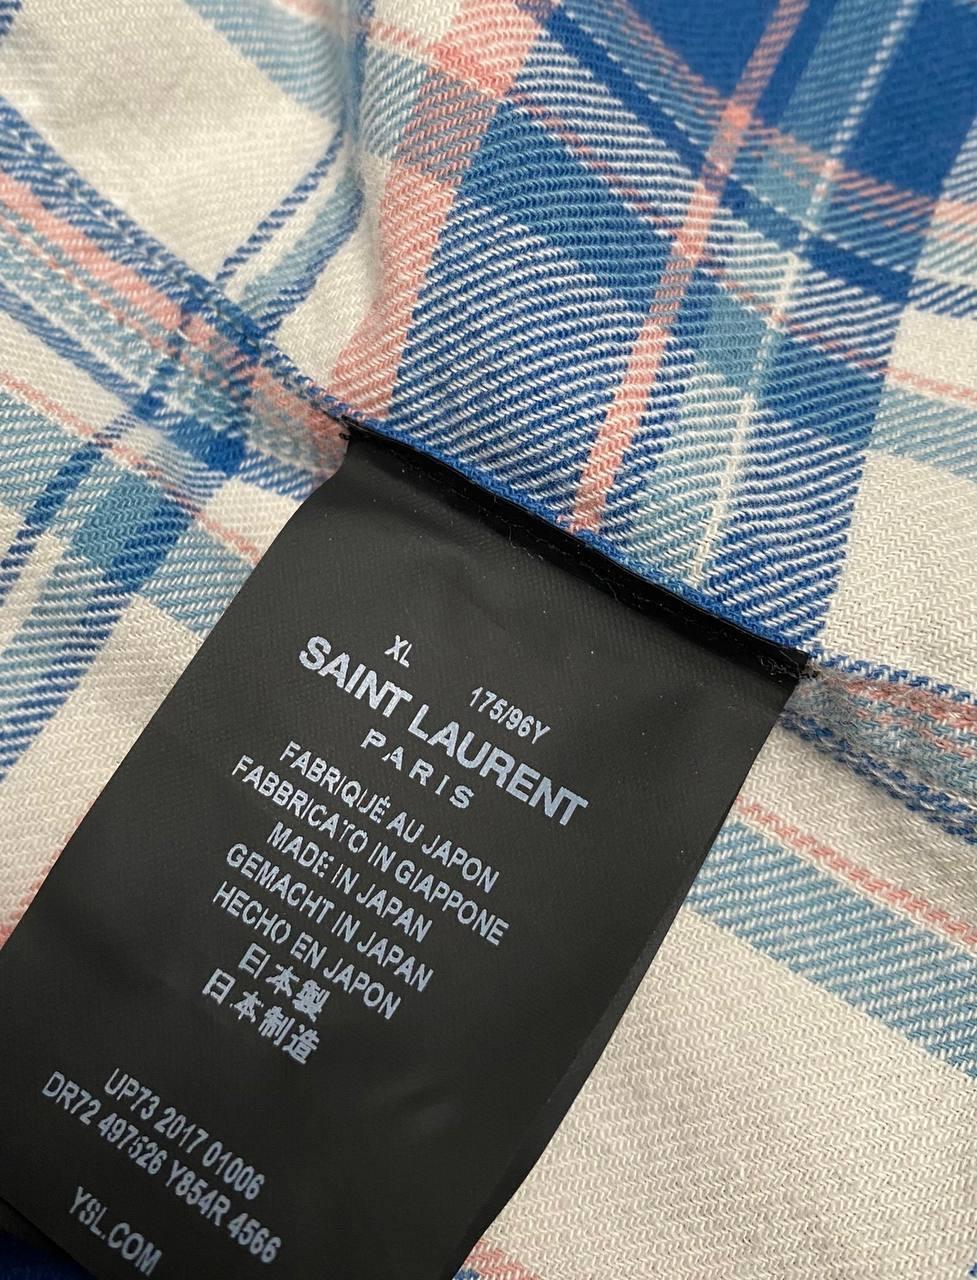 XL 175/96Y
SAINT LAURENT
PARIS
FABRIQUÉ AU JAPON
FABBRICATO IN GIAPPONE
MADE IN JAPAN
GEMACHT IN JAPAN
HECHO EN JAPON
日本製
日本制造
UP73 2017 01006
DR72 497526 Y854R 4566
YSL.COM